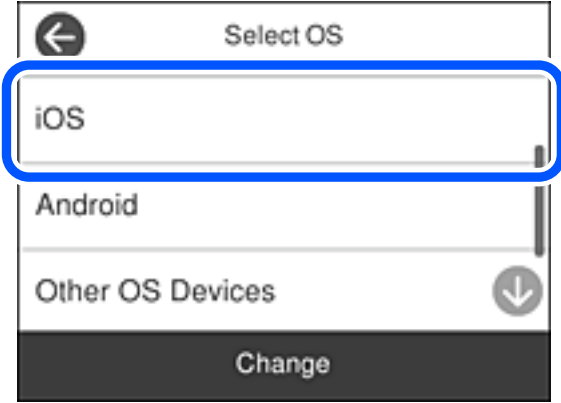 Select OS
iOS
Android
Other OS Devices
Change